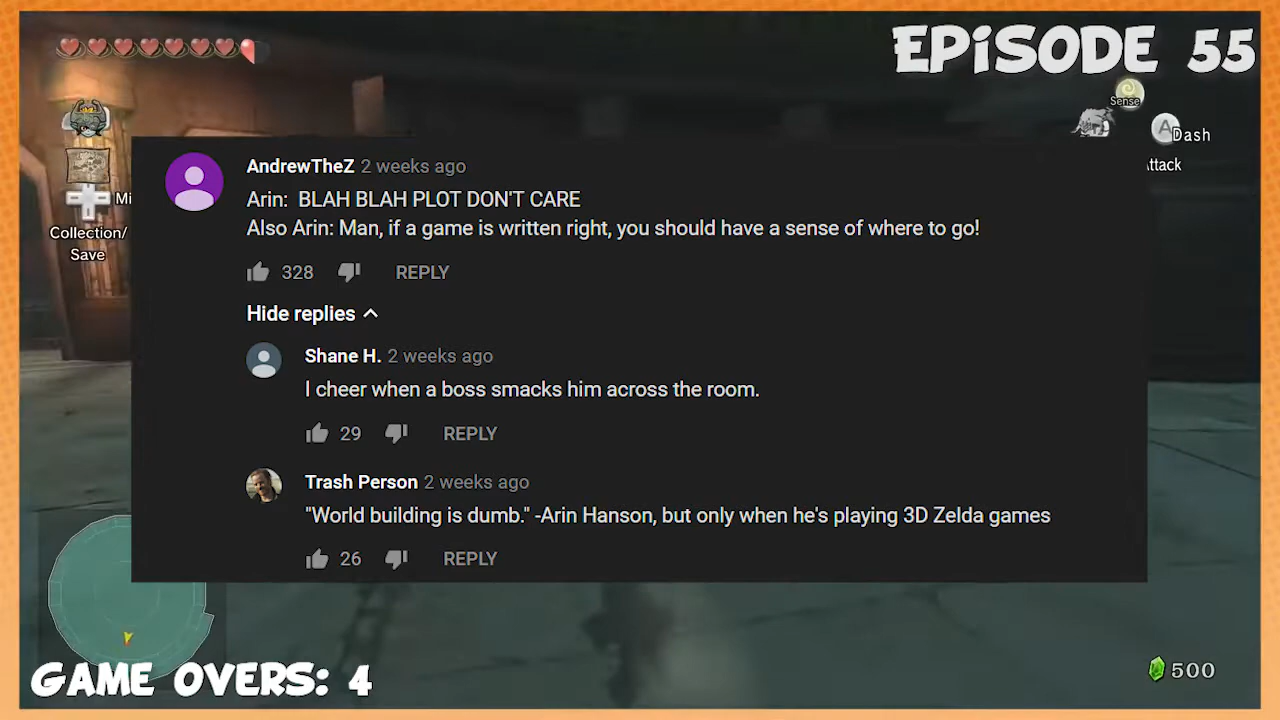 EPiSODE 55
Sense
A Dash
Attack
Mi
Collection/
Save
AndrewTheZ 2 weeks ago
Arin: BLAH BLAH PLOT DON'T CARE
Also Arin: Man, if a game is written right, you should have a sense of where to go!
328 REPLY
Hide replies
Shane H. 2 weeks ago
I cheer when a boss smacks him across the room.
29 REPLY
Trash Person 2 weeks ago
"World building is dumb." -Arin Hanson, but only when he's playing 3D Zelda games
26 REPLY
GAME OVERS: 4
500